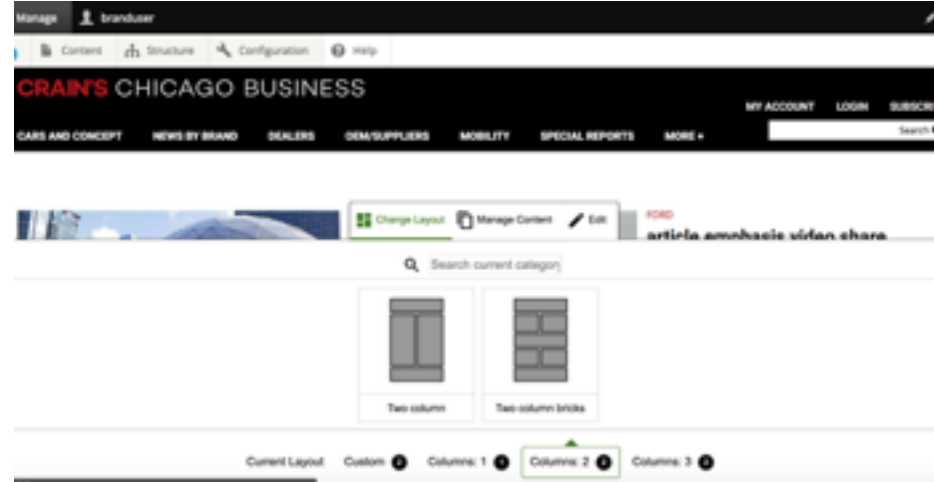 Manage branduser
Content Structure Configuration Help
CRAIN'S CHICAGO BUSINESS
MY ACCOUNT LOGIN SUBSCRI
CARS AND CONCEPT NEWS BY BRAND DEALERS OEM/SUPPLIERS MOBILITY SPECIAL REPORTS MORE + Search
Change Layout Manage Content Edit
FORD
article emphasis video share
Search current category
Two column Two column bricks
Current Layout Custom Columns: 1 Columns: 2 Columns: 3